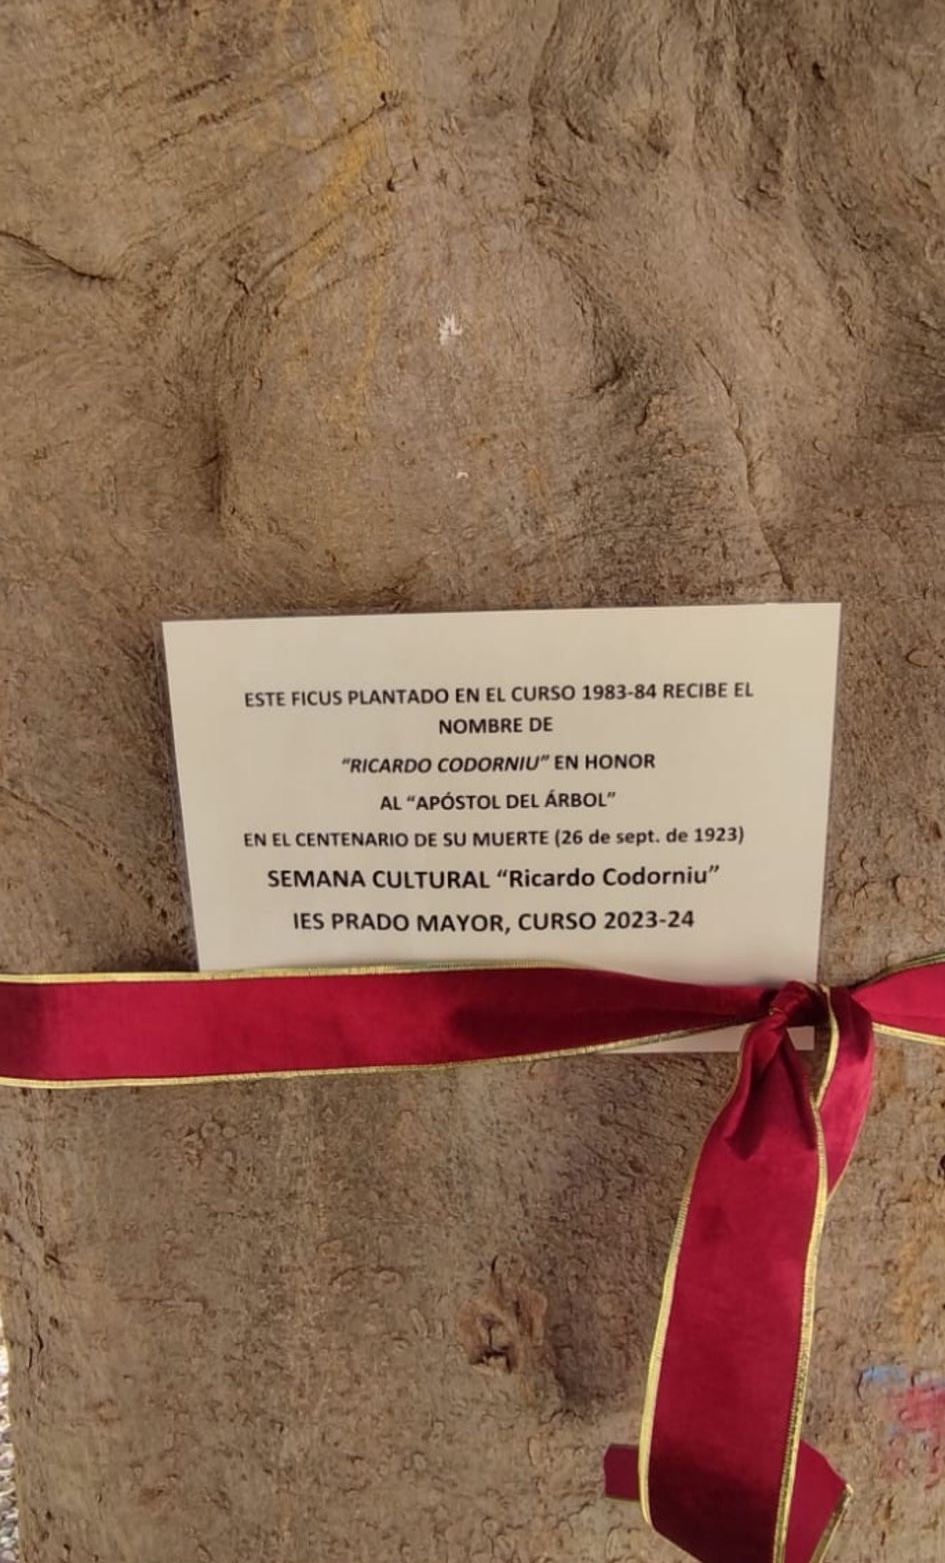 ESTE FICUS PLANTADO EN EL CURSO 1983-84 RECIBE EL
NOMBRE DE
"RICARDO CODORNIU" EN HONOR
AL "APÓSTOL DEL ÁRBOL"
EN EL CENTENARIO DE SU MUERTE (26 de sept. de 1923)
SEMANA CULTURAL "Ricardo Codorniu"
IES PRADO MAYOR, CURSO 2023-24